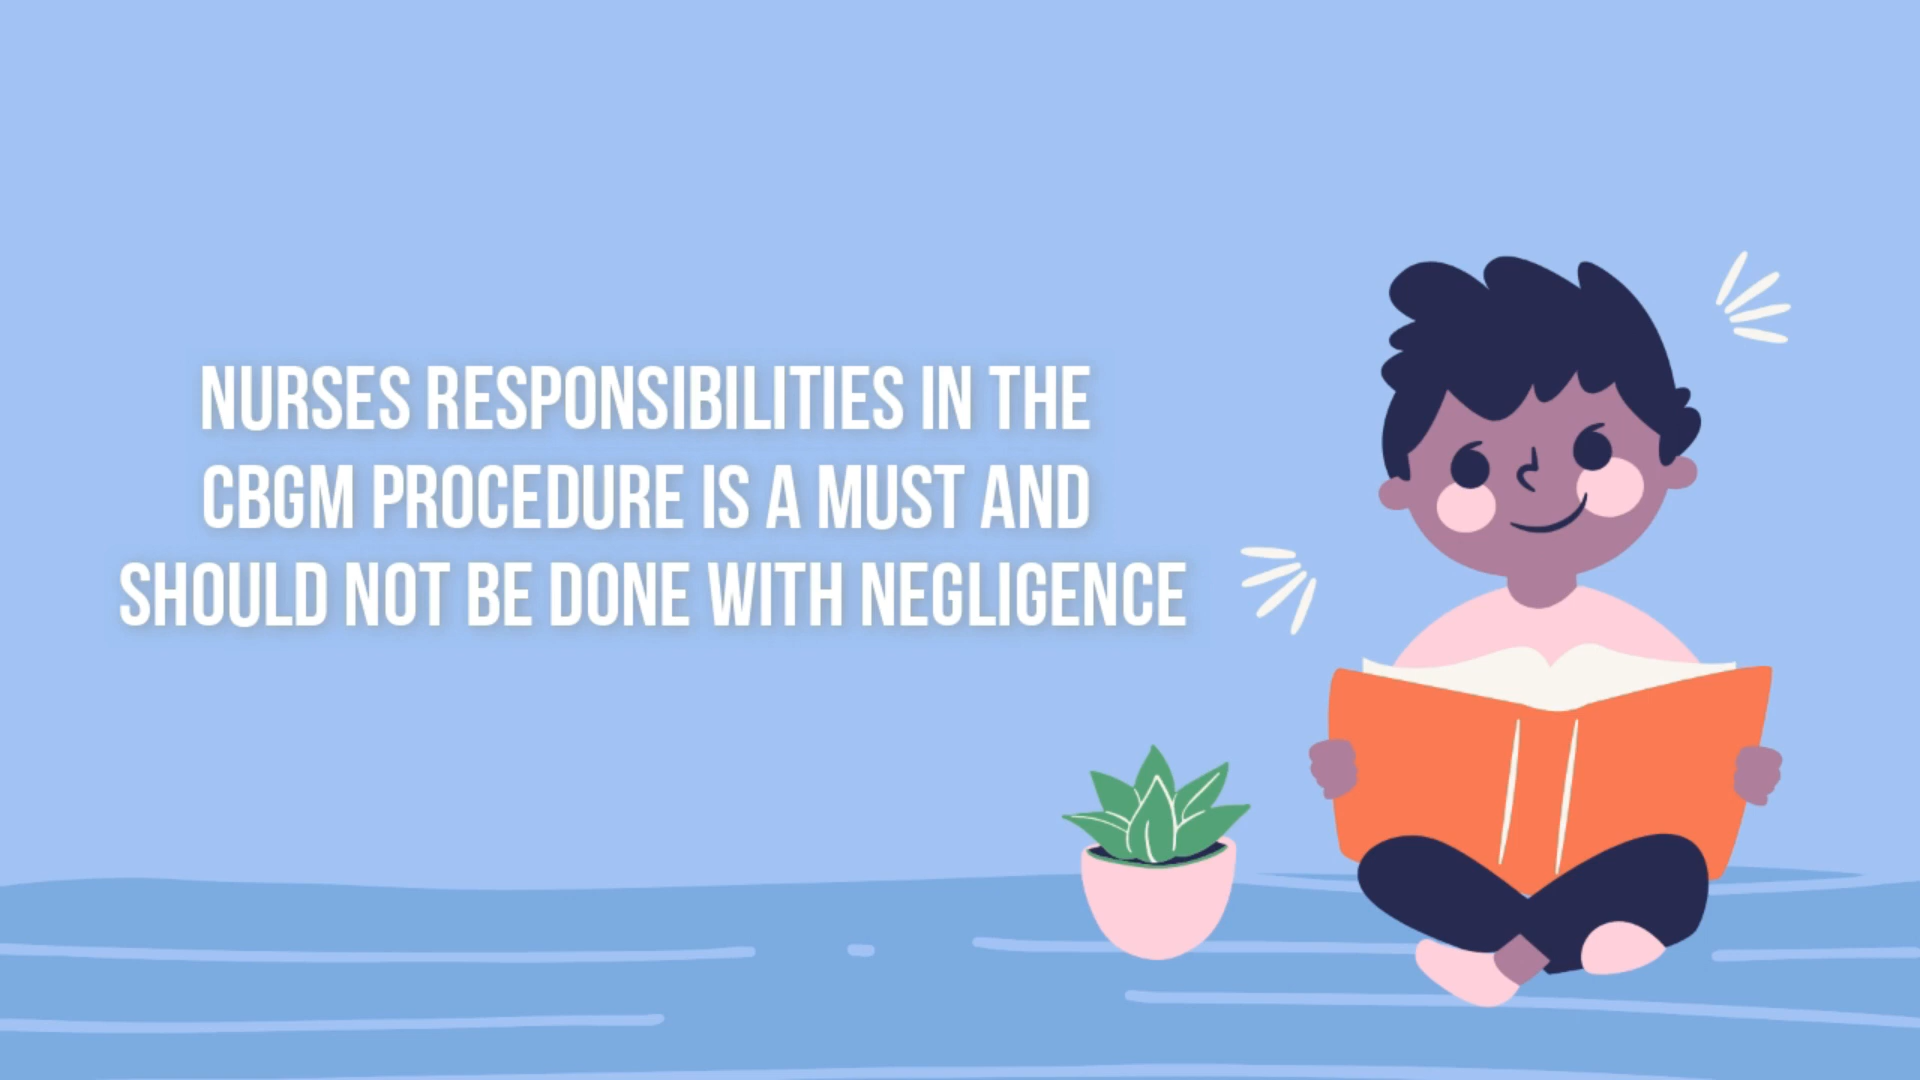 NURSES RESPONSIBILITIES IN THE
CBGM PROCEDURE IS A MUST AND
SHOULD NOT BE DONE WITH NEGLIGENCE